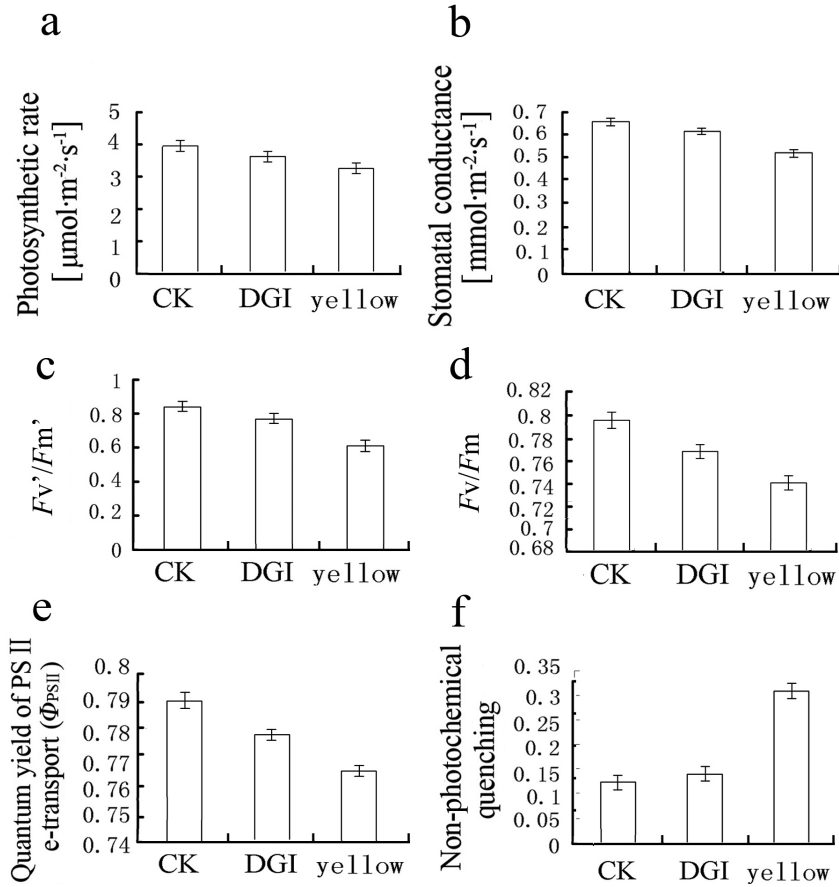 a
Photosynthetic rate
[μmol·m⁻²·s⁻¹]
5
4
3
2
1
0
CK DGI yellow
b
Stomatal conductance
[mmol·m⁻²·s⁻¹]
0.7
0.6
0.5
0.4
0.3
0.2
0.1
0
CK DGI yellow
c
Fv'/Fm'
1
0.8
0.6
0.4
0.2
0
CK DGI yellow
d
Fv/Fm
0.82
0.8
0.78
0.76
0.74
0.72
0.7
0.68
CK DGI yellow
e
Quantum yield of PSⅡ
e-transport (ΦPSII)
0.8
0.79
0.78
0.77
0.76
0.75
0.74
CK DGI yellow
f
Non-photochemical
quenching
0.35
0.3
0.2
0.15
0.1
0.05
0
CK DGI yellow